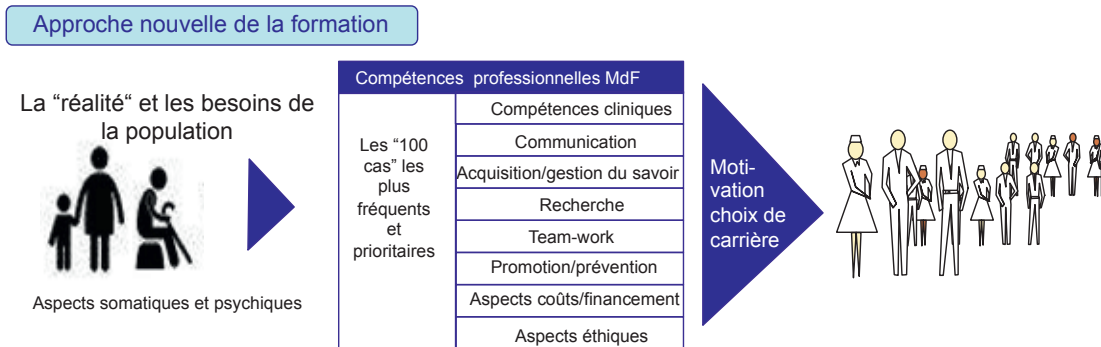 Approche nouvelle de la formation
La “réalité“ et les besoins de
la population
Aspects somatiques et psychiques
Compétences professionnelles MdF
Les “100
cas” les
plus
fréquents
et
prioritaires
Compétences cliniques
Communication
Acquisition/gestion du savoir
Recherche
Team-work
Promotion/prévention
Aspects coûts/financement
Aspects éthiques
Moti-
vation
choix de
carrière